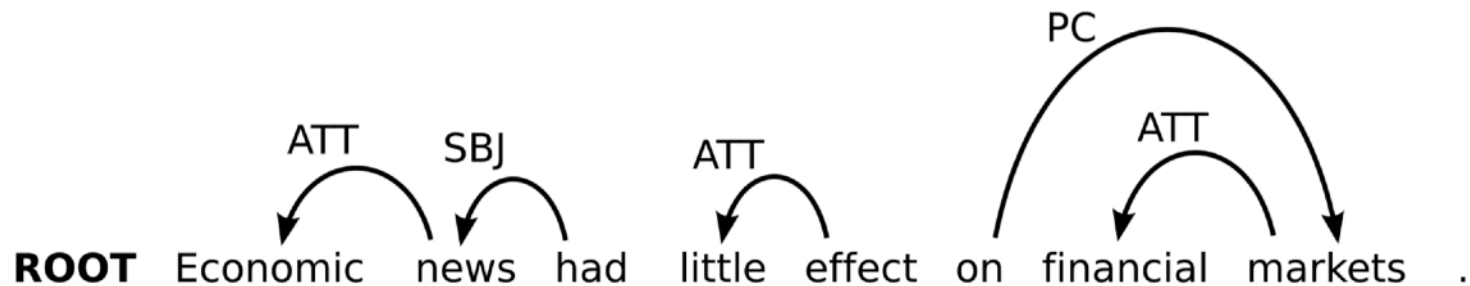 PC
ATT
ATT SBJ ATT
ROOT Economic news had little effect on financial markets .